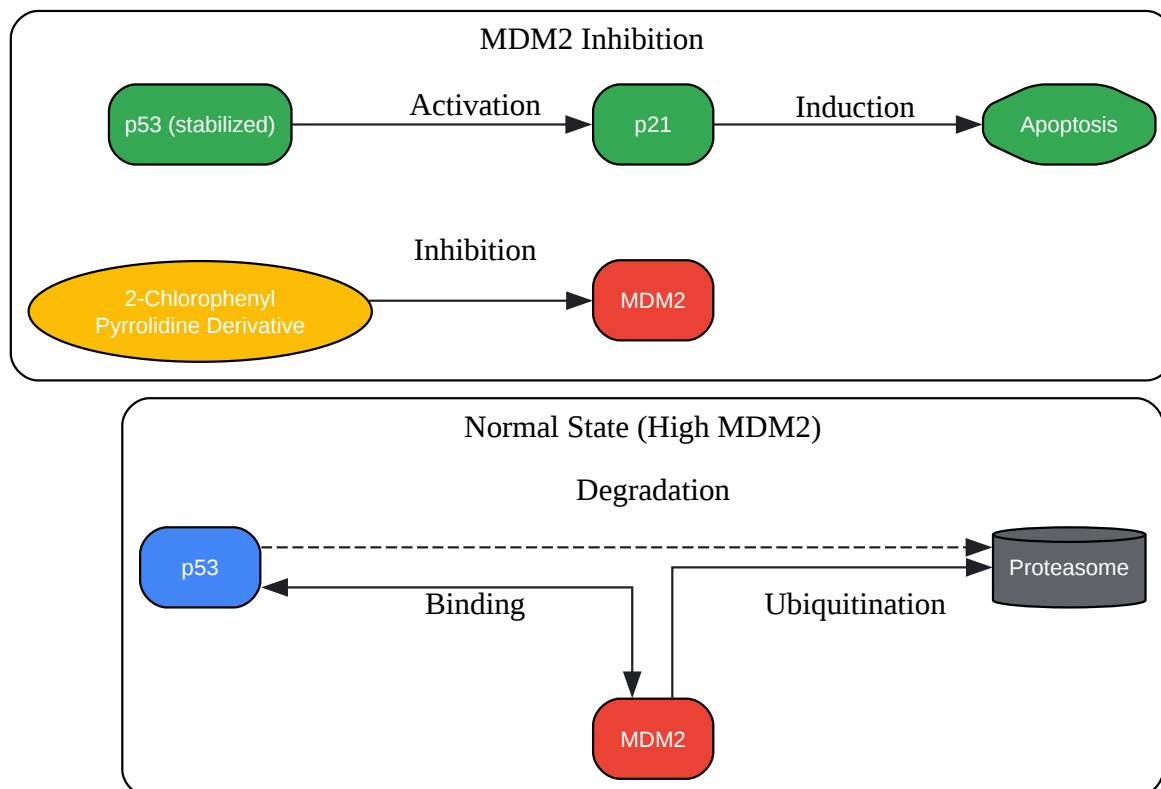 MDM2 Inhibition
p53 (stabilized)
Activation
p21
Induction
Apoptosis
2-Chlorophenyl
Pyrrolidine Derivative
Inhibition
MDM2
Normal State (High MDM2)
Degradation
p53
Binding
Ubiquitination
Proteasome
MDM2